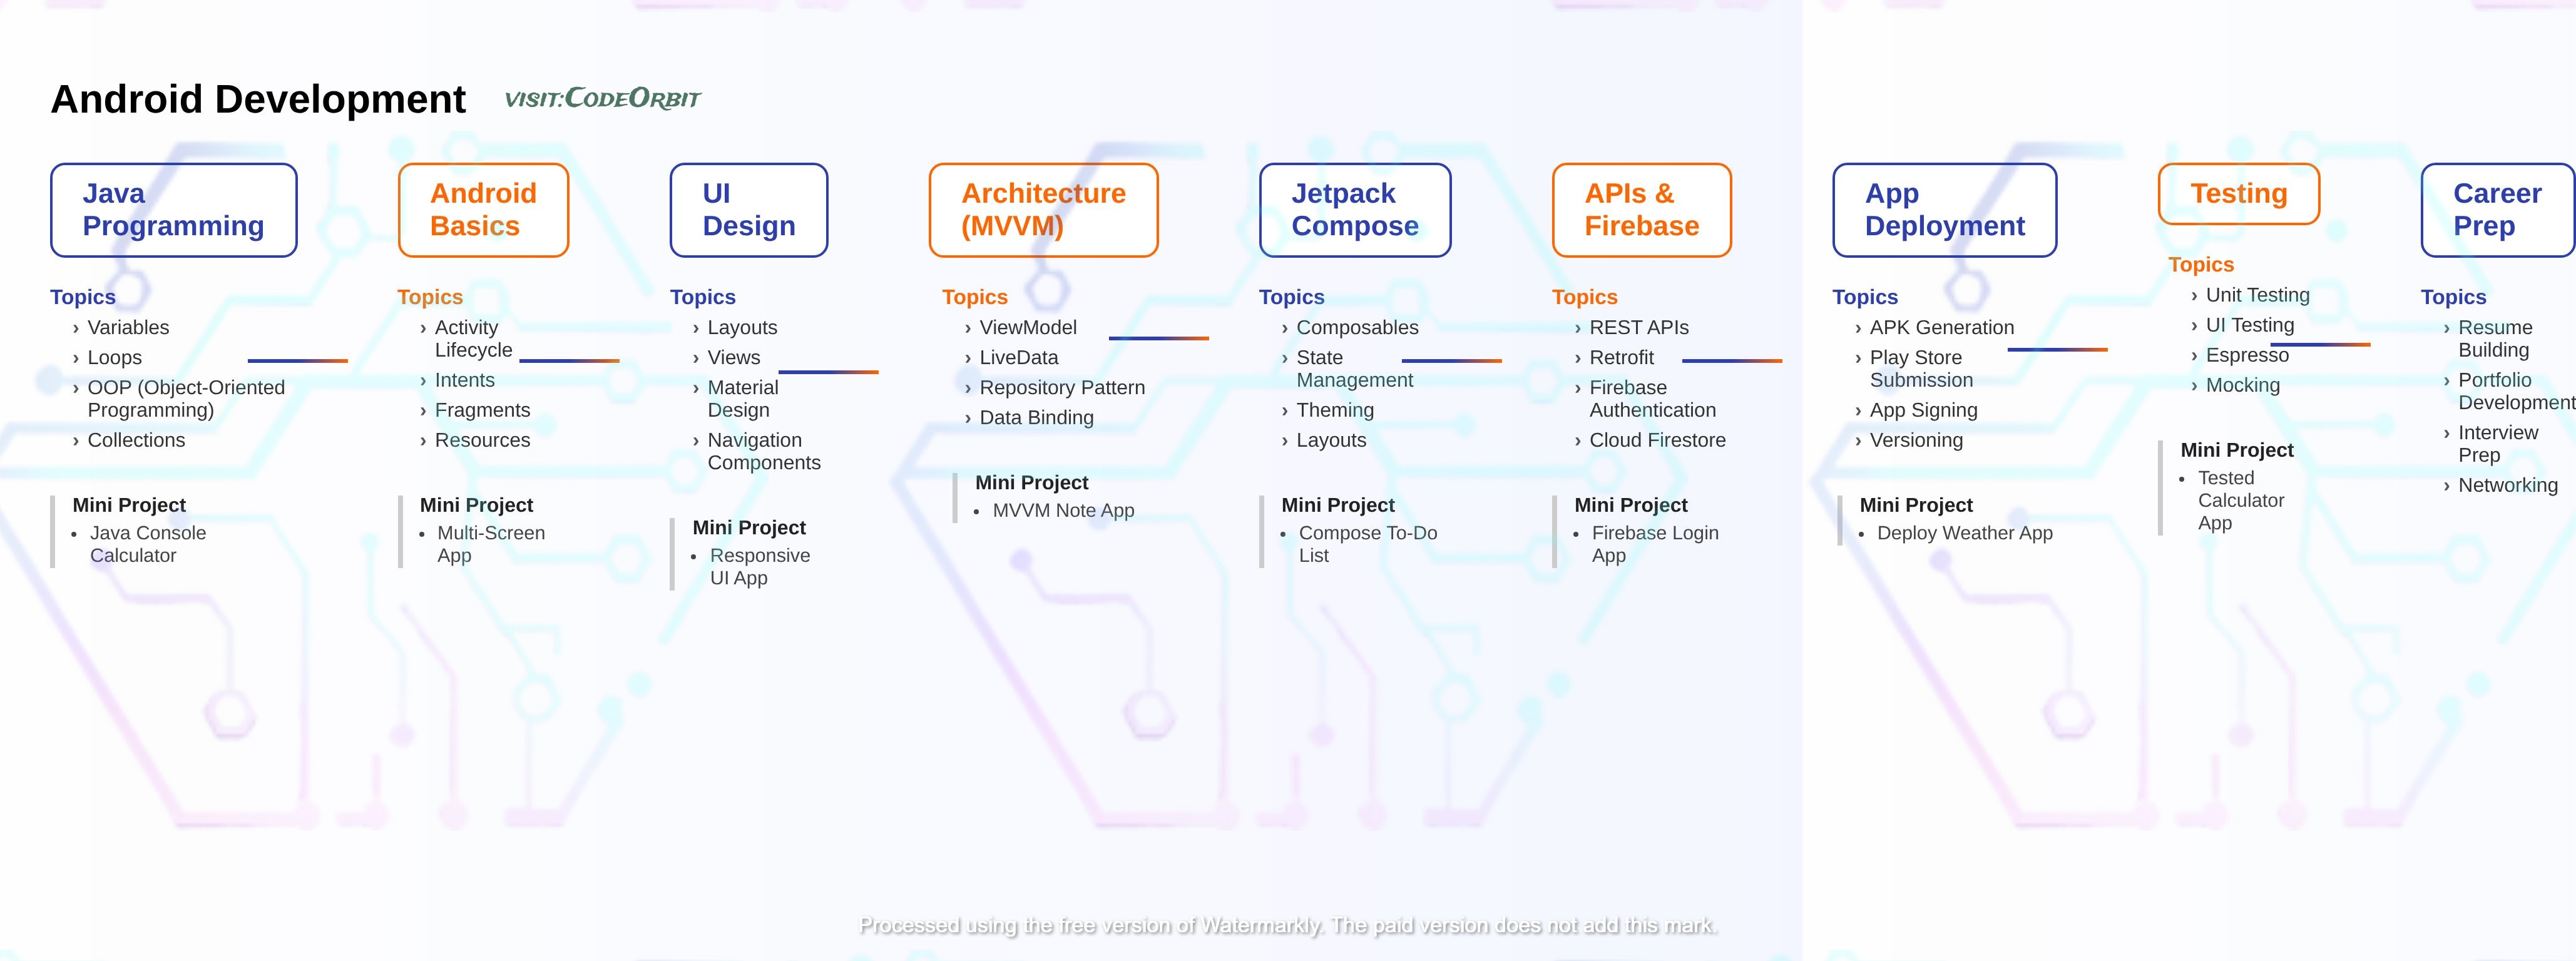 Android Development
VISIT:CODEORBIT
Java
Programming
Topics
› Variables
› Loops
› OOP (Object-Oriented
Programming)
› Collections
Mini Project
• Java Console
Calculator
Android
Basics
Topics
› Activity
Lifecycle
› Intents
› Fragments
› Resources
Mini Project
• Multi-Screen
App
UI
Design
Topics
› Layouts
› Views
› Material
Design
› Navigation
Components
Mini Project
• Responsive
UI App
Architecture
(MVVM)
Topics
› ViewModel
› LiveData
› Repository Pattern
› Data Binding
Mini Project
• MVVM Note App
Jetpack
Compose
Topics
› Composables
› State
Management
› Theming
› Layouts
Mini Project
• Compose To-Do
List
APIs &
Firebase
Topics
› REST APIs
› Retrofit
› Firebase
Authentication
› Cloud Firestore
Mini Project
• Firebase Login
App
App
Deployment
Topics
› APK Generation
› Play Store
Submission
› App Signing
› Versioning
Mini Project
• Deploy Weather App
Testing
Topics
› Unit Testing
› UI Testing
› Espresso
› Mocking
Mini Project
• Tested
Calculator
App
Career
Prep
Topics
› Resume
Building
› Portfolio
Development
› Interview
Prep
› Networking
Processed using the free version of Watermarkly. The paid version does not add this mark.